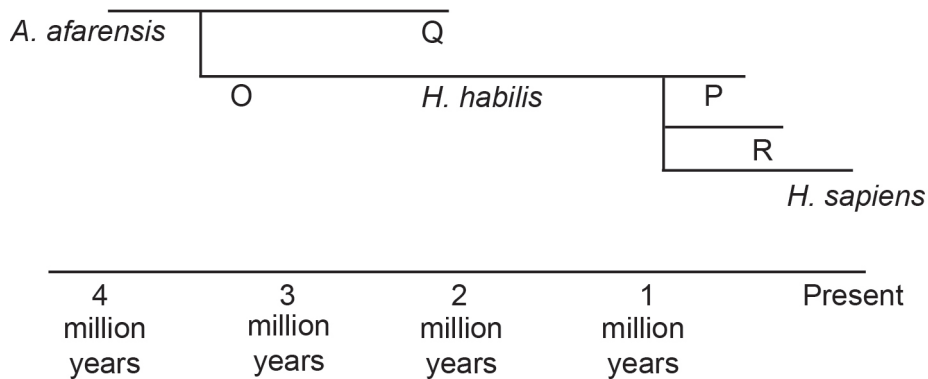 A. afarensis
Q
O
H. habilis
P
R
H. sapiens
4
million
years
3
million
years
2
million
years
1
million
years
Present